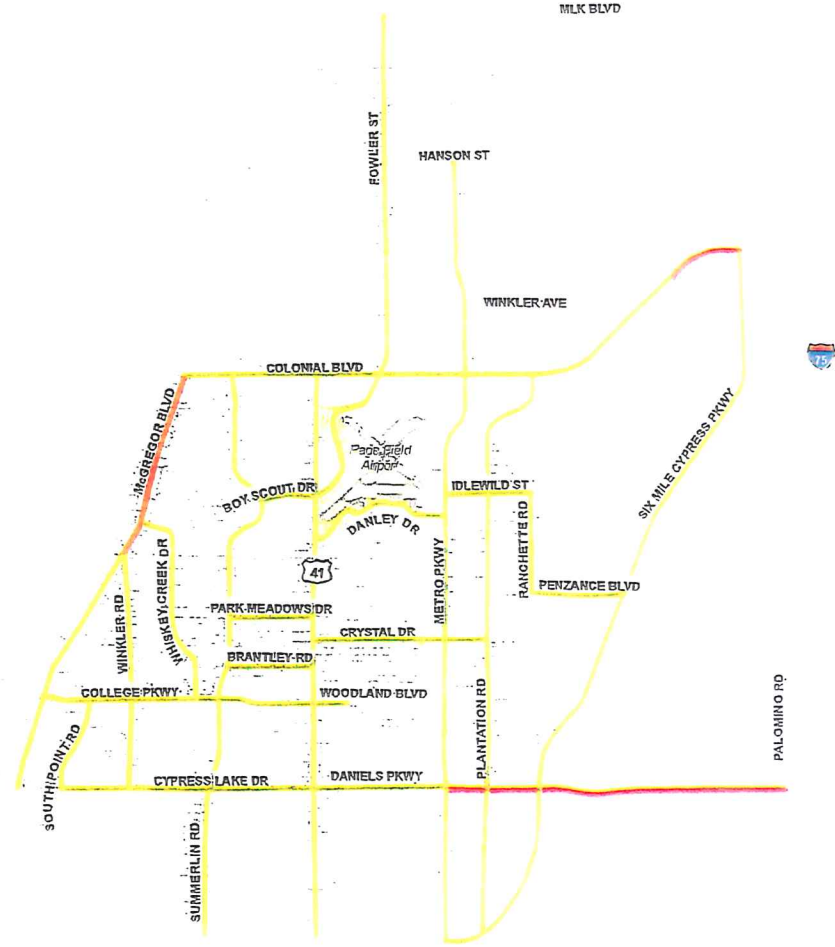 MLK BLVD
FOWLER ST
HANSON ST
WINKLER AVE
COLONIAL BLVD
75
McGREGOR BLVD
Page Field
Airport
SIX MILE CYPRESS PKWY
BOY SCOUT DR
IDLEWILD ST
DANLEY DR
RANCHETTE RD
WHISKEY CREEK DR
41
METRO PKWY
PENZANCE BLVD
WINKLER RD
PARK MEADOWS DR
CRYSTAL DR
BRANTLEY RD
COLLEGE PKWY
WOODLAND BLVD
PLANTATION RD
PALOMINO RD
SOUTH POINT RD
CYPRESS LAKE DR
DANIELS PKWY
SUMMERLIN RD